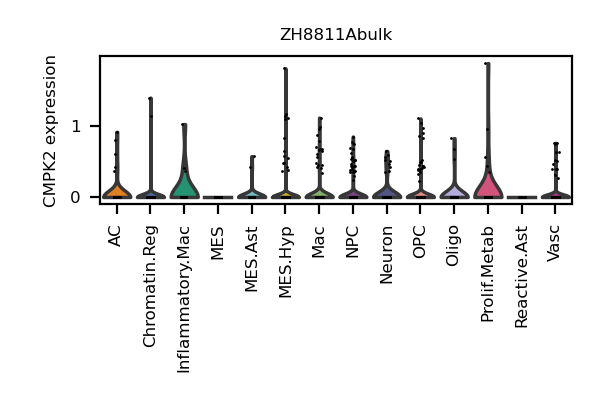 ZH8811Abulk
CMPK2 expression
1
0
AC
Chromatin.Reg
Inflammatory.Mac
MES
MES.Ast
MES.Hyp
Mac
NPC
Neuron
OPC
Oligo
Prolif.Metab
Reactive.Ast
Vasc